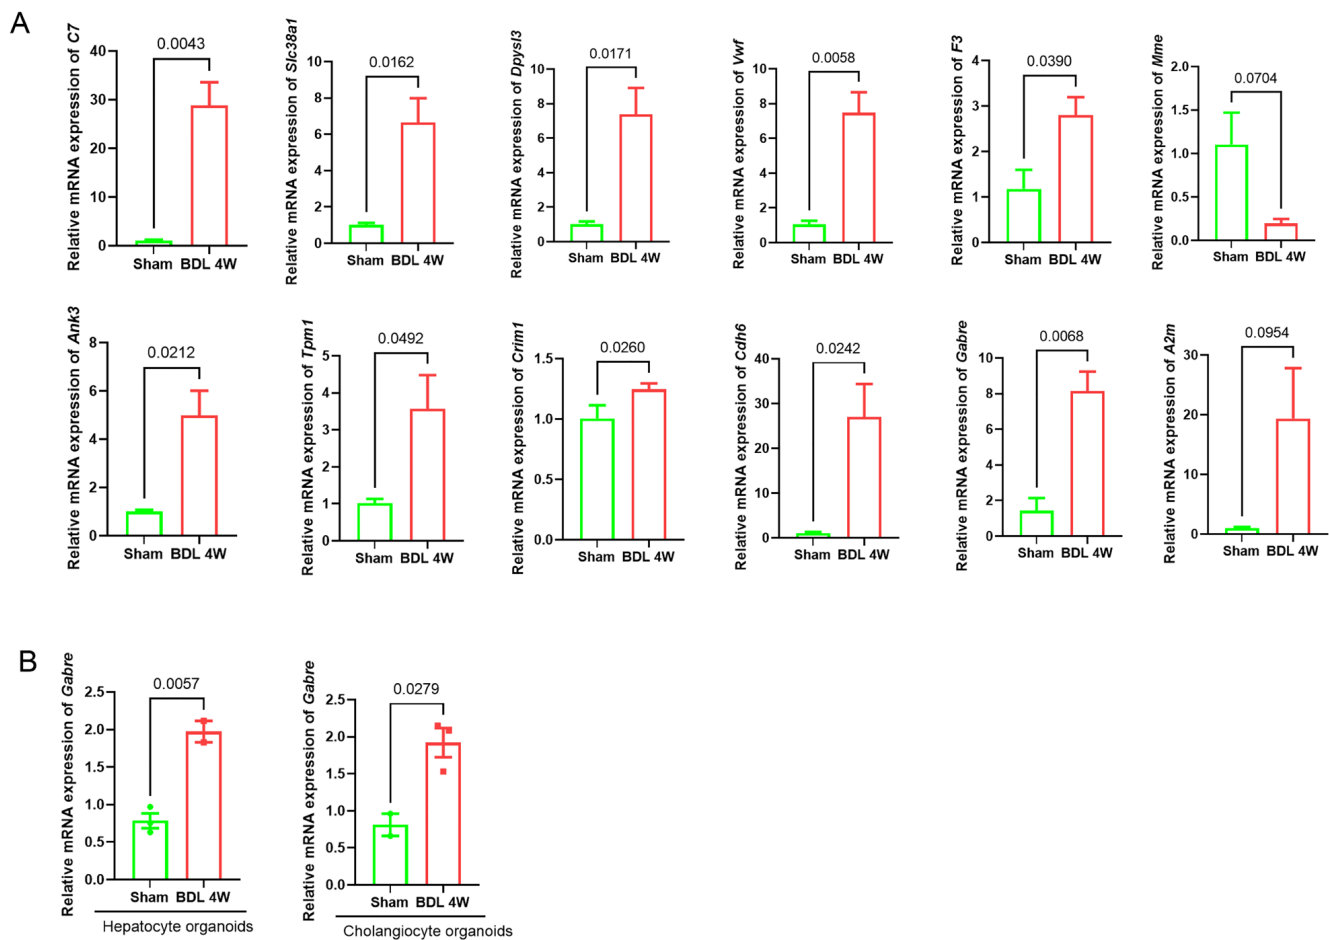 A
Relative mRNA expression of C7
40
30
20
10
0
0.0043
Sham BDL 4W
Relative mRNA expression of Slc38a1
10
8
6
4
2
0
0.0162
Sham BDL 4W
Relative mRNA expression of Dpysl3
10
8
6
4
2
0
0.0171
Sham BDL 4W
Relative mRNA expression of Vwf
10
8
6
4
2
0
0.0058
Sham BDL 4W
Relative mRNA expression of F3
4
3
2
1
0
0.0390
Sham BDL 4W
Relative mRNA expression of Mme
2.0
1.5
1.0
0.5
0.0
0.0704
Sham BDL 4W
Relative mRNA expression of Ank3
8
6
4
2
0
0.0212
Sham BDL 4W
Relative mRNA expression of Tpm1
5
4
3
2
1
0
0.0492
Sham BDL 4W
Relative mRNA expression of Crim1
1.5
1.0
0.5
0.0
0.0260
Sham BDL 4W
Relative mRNA expression of Cdh6
40
30
20
10
0
0.0242
Sham BDL 4W
Relative mRNA expression of Gabre
10
8
6
4
2
0
0.0068
Sham BDL 4W
Relative mRNA expression of A2m
30
20
10
0
0.0954
Sham BDL 4W
B
Relative mRNA expression of Gabre
2.5
2.0
1.5
1.0
0.5
0.0
0.0057
Sham BDL 4W
Hepatocyte organoids
Relative mRNA expression of Gabre
2.5
2.0
1.5
1.0
0.5
0.0
0.0279
Sham BDL 4W
Cholangiocyte organoids